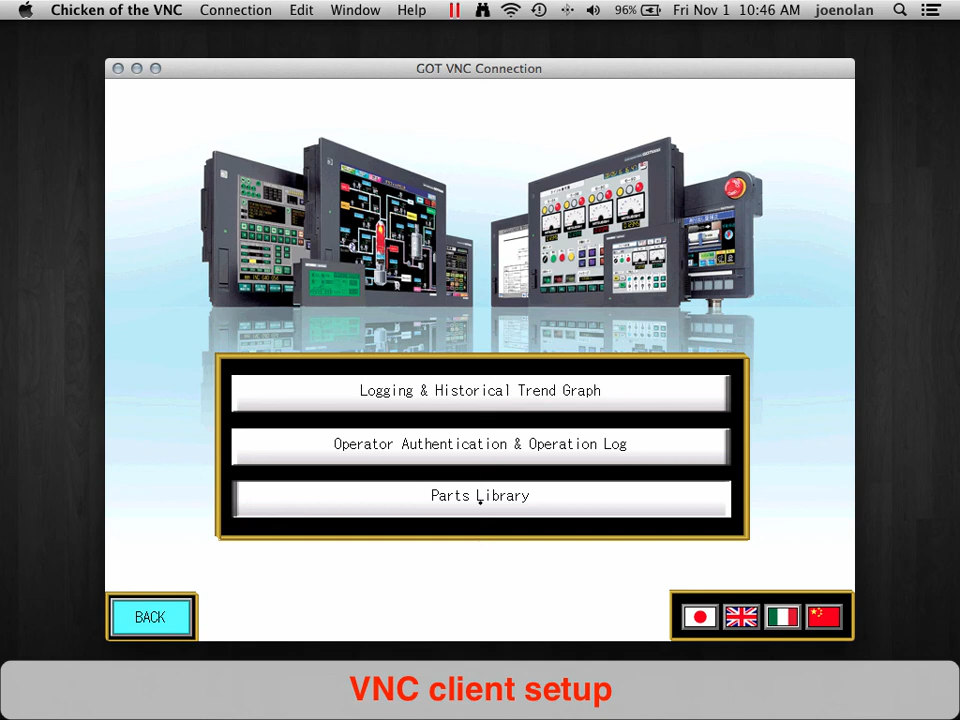 Chicken of the VNC Connection Edit Window Help 96% Fri Nov 1 10:46 AM joenolan
GOT VNC Connection
Logging & Historical Trend Graph
Operator Authentication & Operation Log
Parts Library
BACK
VNC client setup